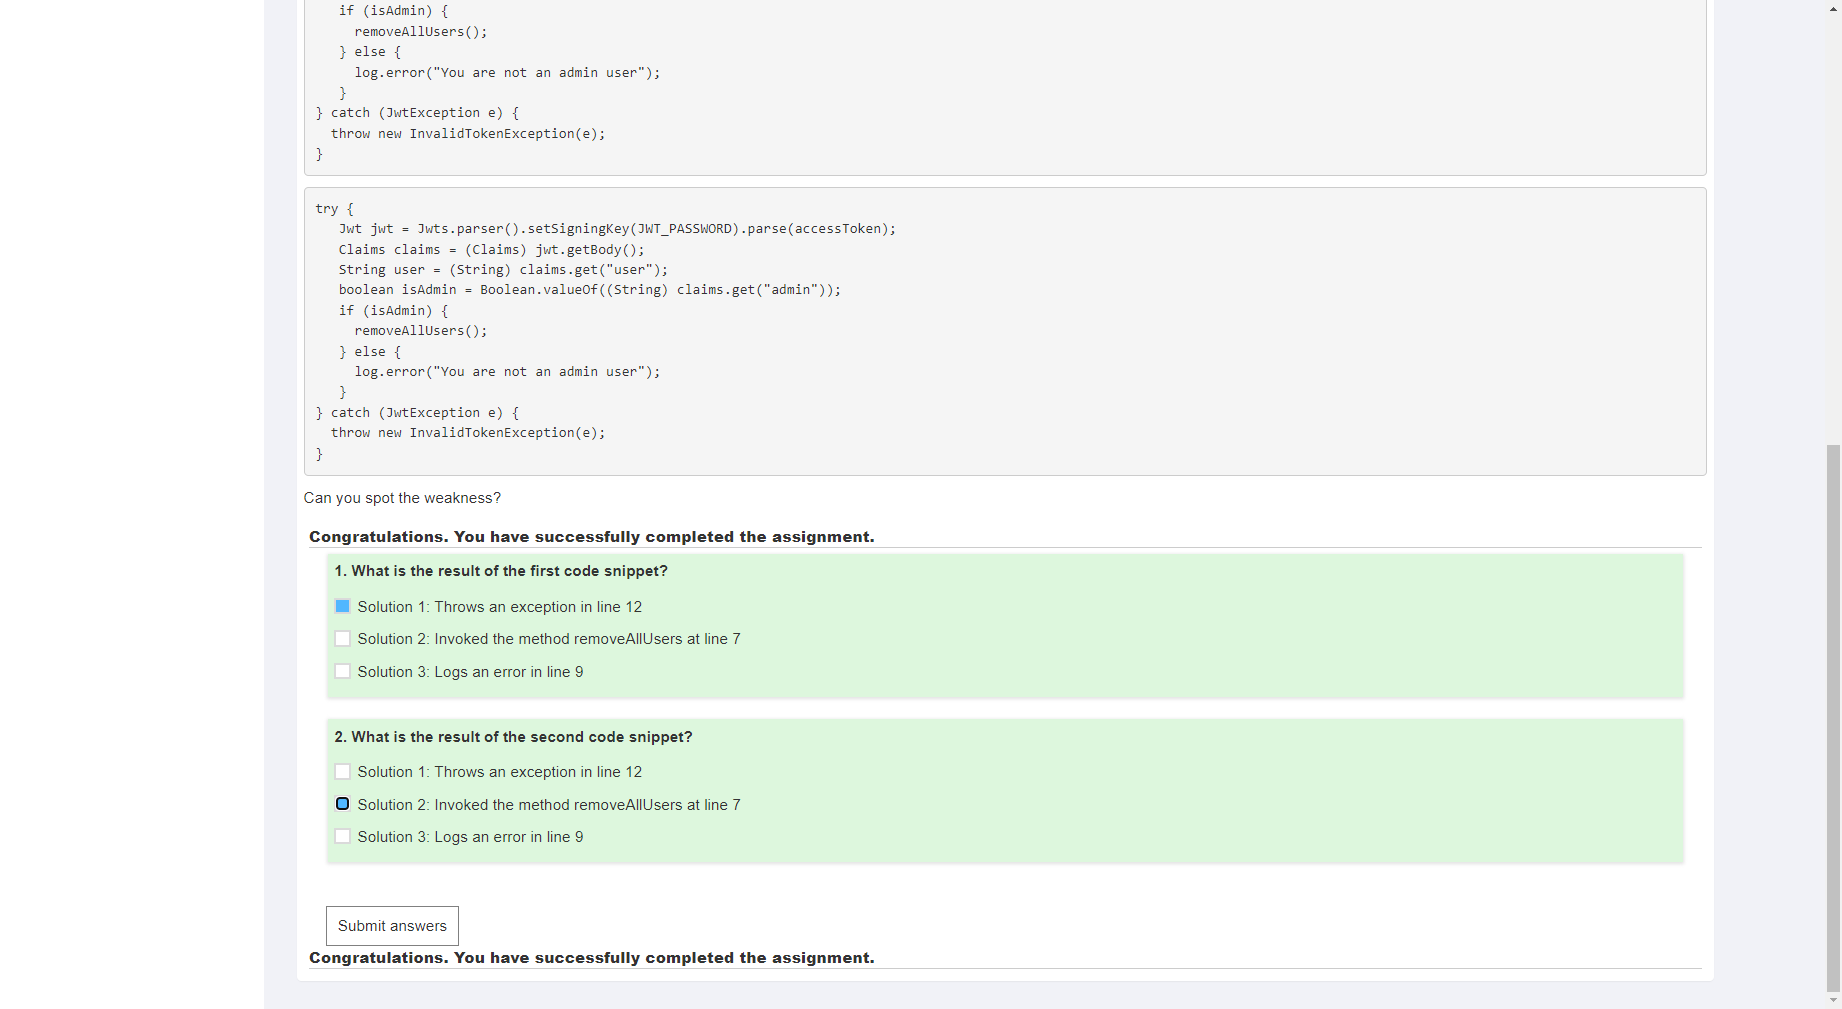 if (isAdmin) {
removeAllUsers();
} else {
log.error("You are not an admin user");
}
} catch (JwtException e) {
throw new InvalidTokenException(e);
}
try {
Jwt jwt = Jwts.parser().setSigningKey(JWT_PASSWORD).parse(accessToken);
Claims claims = (Claims) jwt.getBody();
String user = (String) claims.get("user");
boolean isAdmin = Boolean.valueOf((String) claims.get("admin"));
if (isAdmin) {
removeAllUsers();
} else {
log.error("You are not an admin user");
}
} catch (JwtException e) {
throw new InvalidTokenException(e);
}
Can you spot the weakness?
Congratulations. You have successfully completed the assignment.
1. What is the result of the first code snippet?
Solution 1: Throws an exception in line 12
Solution 2: Invoked the method removeAllUsers at line 7
Solution 3: Logs an error in line 9
2. What is the result of the second code snippet?
Solution 1: Throws an exception in line 12
Solution 2: Invoked the method removeAllUsers at line 7
Solution 3: Logs an error in line 9
Submit answers
Congratulations. You have successfully completed the assignment.